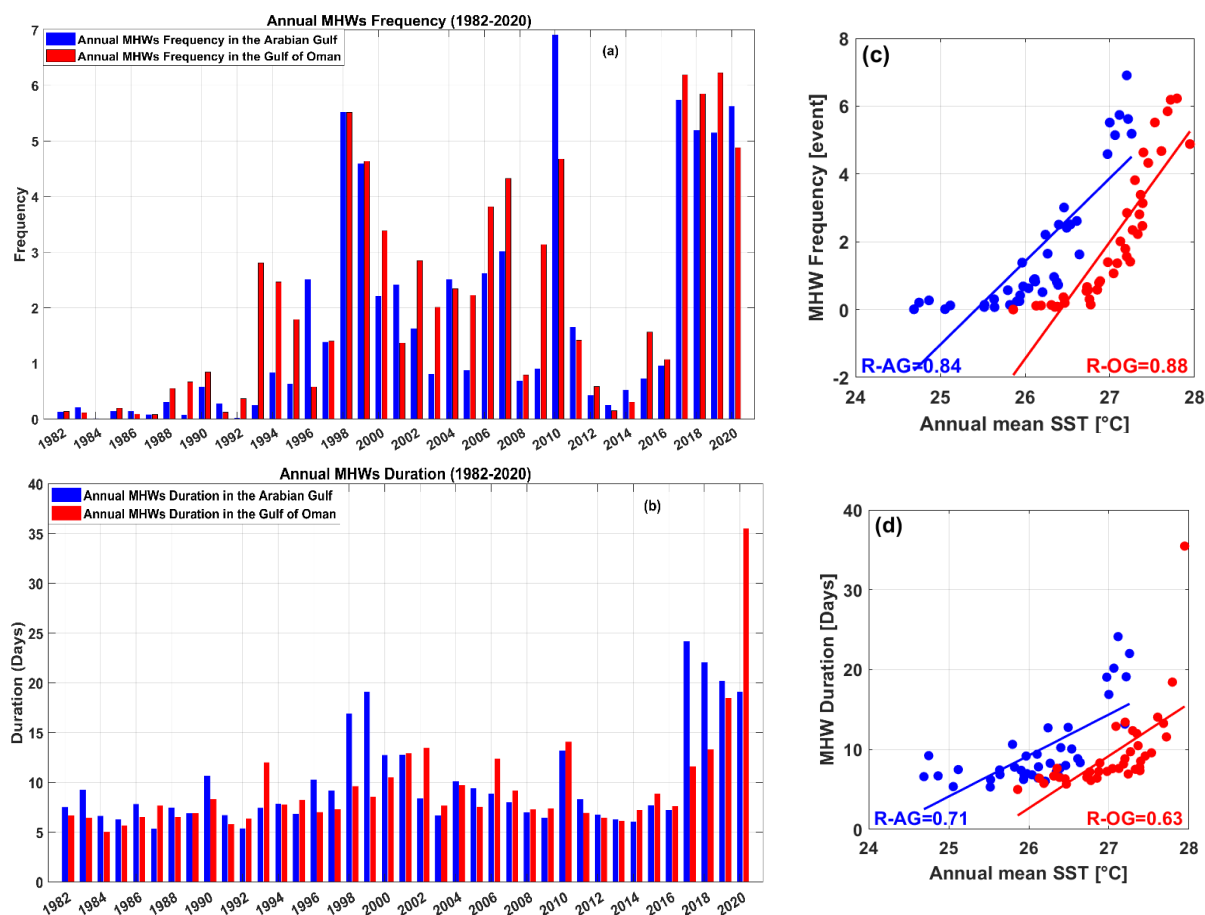 Annual MHWs Frequency (1982-2020)
Annual MHWs Frequency in the Arabian Gulf
Annual MHWs Frequency in the Gulf of Oman
(a)
Frequency
7
6
5
4
3
2
1
0
1982 1984 1986 1988 1990 1992 1994 1996 1998 2000 2002 2004 2006 2008 2010 2012 2014 2016 2018 2020
(c)
MHW Frequency [event]
8
6
4
2
0
-2
R-AG=0.84 R-OG=0.88
24 25 26 27 28
Annual mean SST [°C]
Annual MHWs Duration (1982-2020)
Annual MHWs Duration in the Arabian Gulf
Annual MHWs Duration in the Gulf of Oman
(b)
Duration (Days)
40
35
30
25
20
15
10
5
0
1982 1984 1986 1988 1990 1992 1994 1996 1998 2000 2002 2004 2006 2008 2010 2012 2014 2016 2018 2020
(d)
MHW Duration [Days]
40
30
20
10
0
R-AG=0.71 R-OG=0.63
24 25 26 27 28
Annual mean SST [°C]